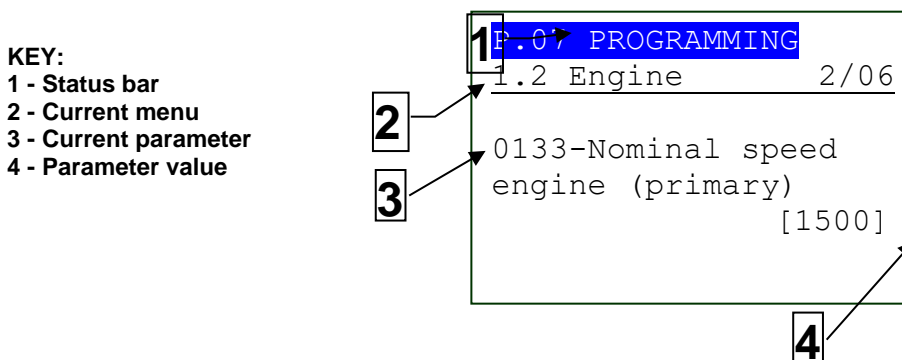 KEY:
1 - Status bar
2 - Current menu
3 - Current parameter
4 - Parameter value
1
P.07 PROGRAMMING
1.2 Engine 2/06
2
0133-Nominal speed
engine (primary)
3
[1500]
4